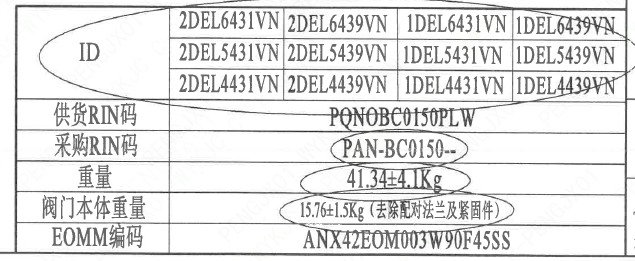 ID
2DEL6431VN 2DEL6439VN 1DEL6431VN 1DEL6439VN
2DEL5431VN 2DEL5439VN 1DEL5431VN 1DEL5439VN
2DEL4431VN 2DEL4439VN 1DEL4431VN 1DEL4439VN
供货RIN码 PQNOBC0150PLW
采购RIN码 PAN-BC0150--
重量 41.34±4.1Kg
阀门本体重量 15.76±1.5Kg(去除配对法兰及紧固件)
EOMM编码 ANX42EOM003W90F45SS